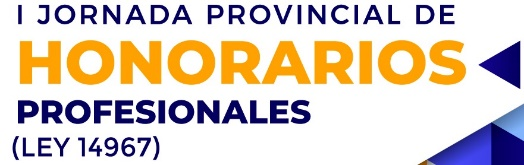 I JORNADA PROVINCIAL DE
HONORARIOS
PROFESIONALES
(LEY 14967)